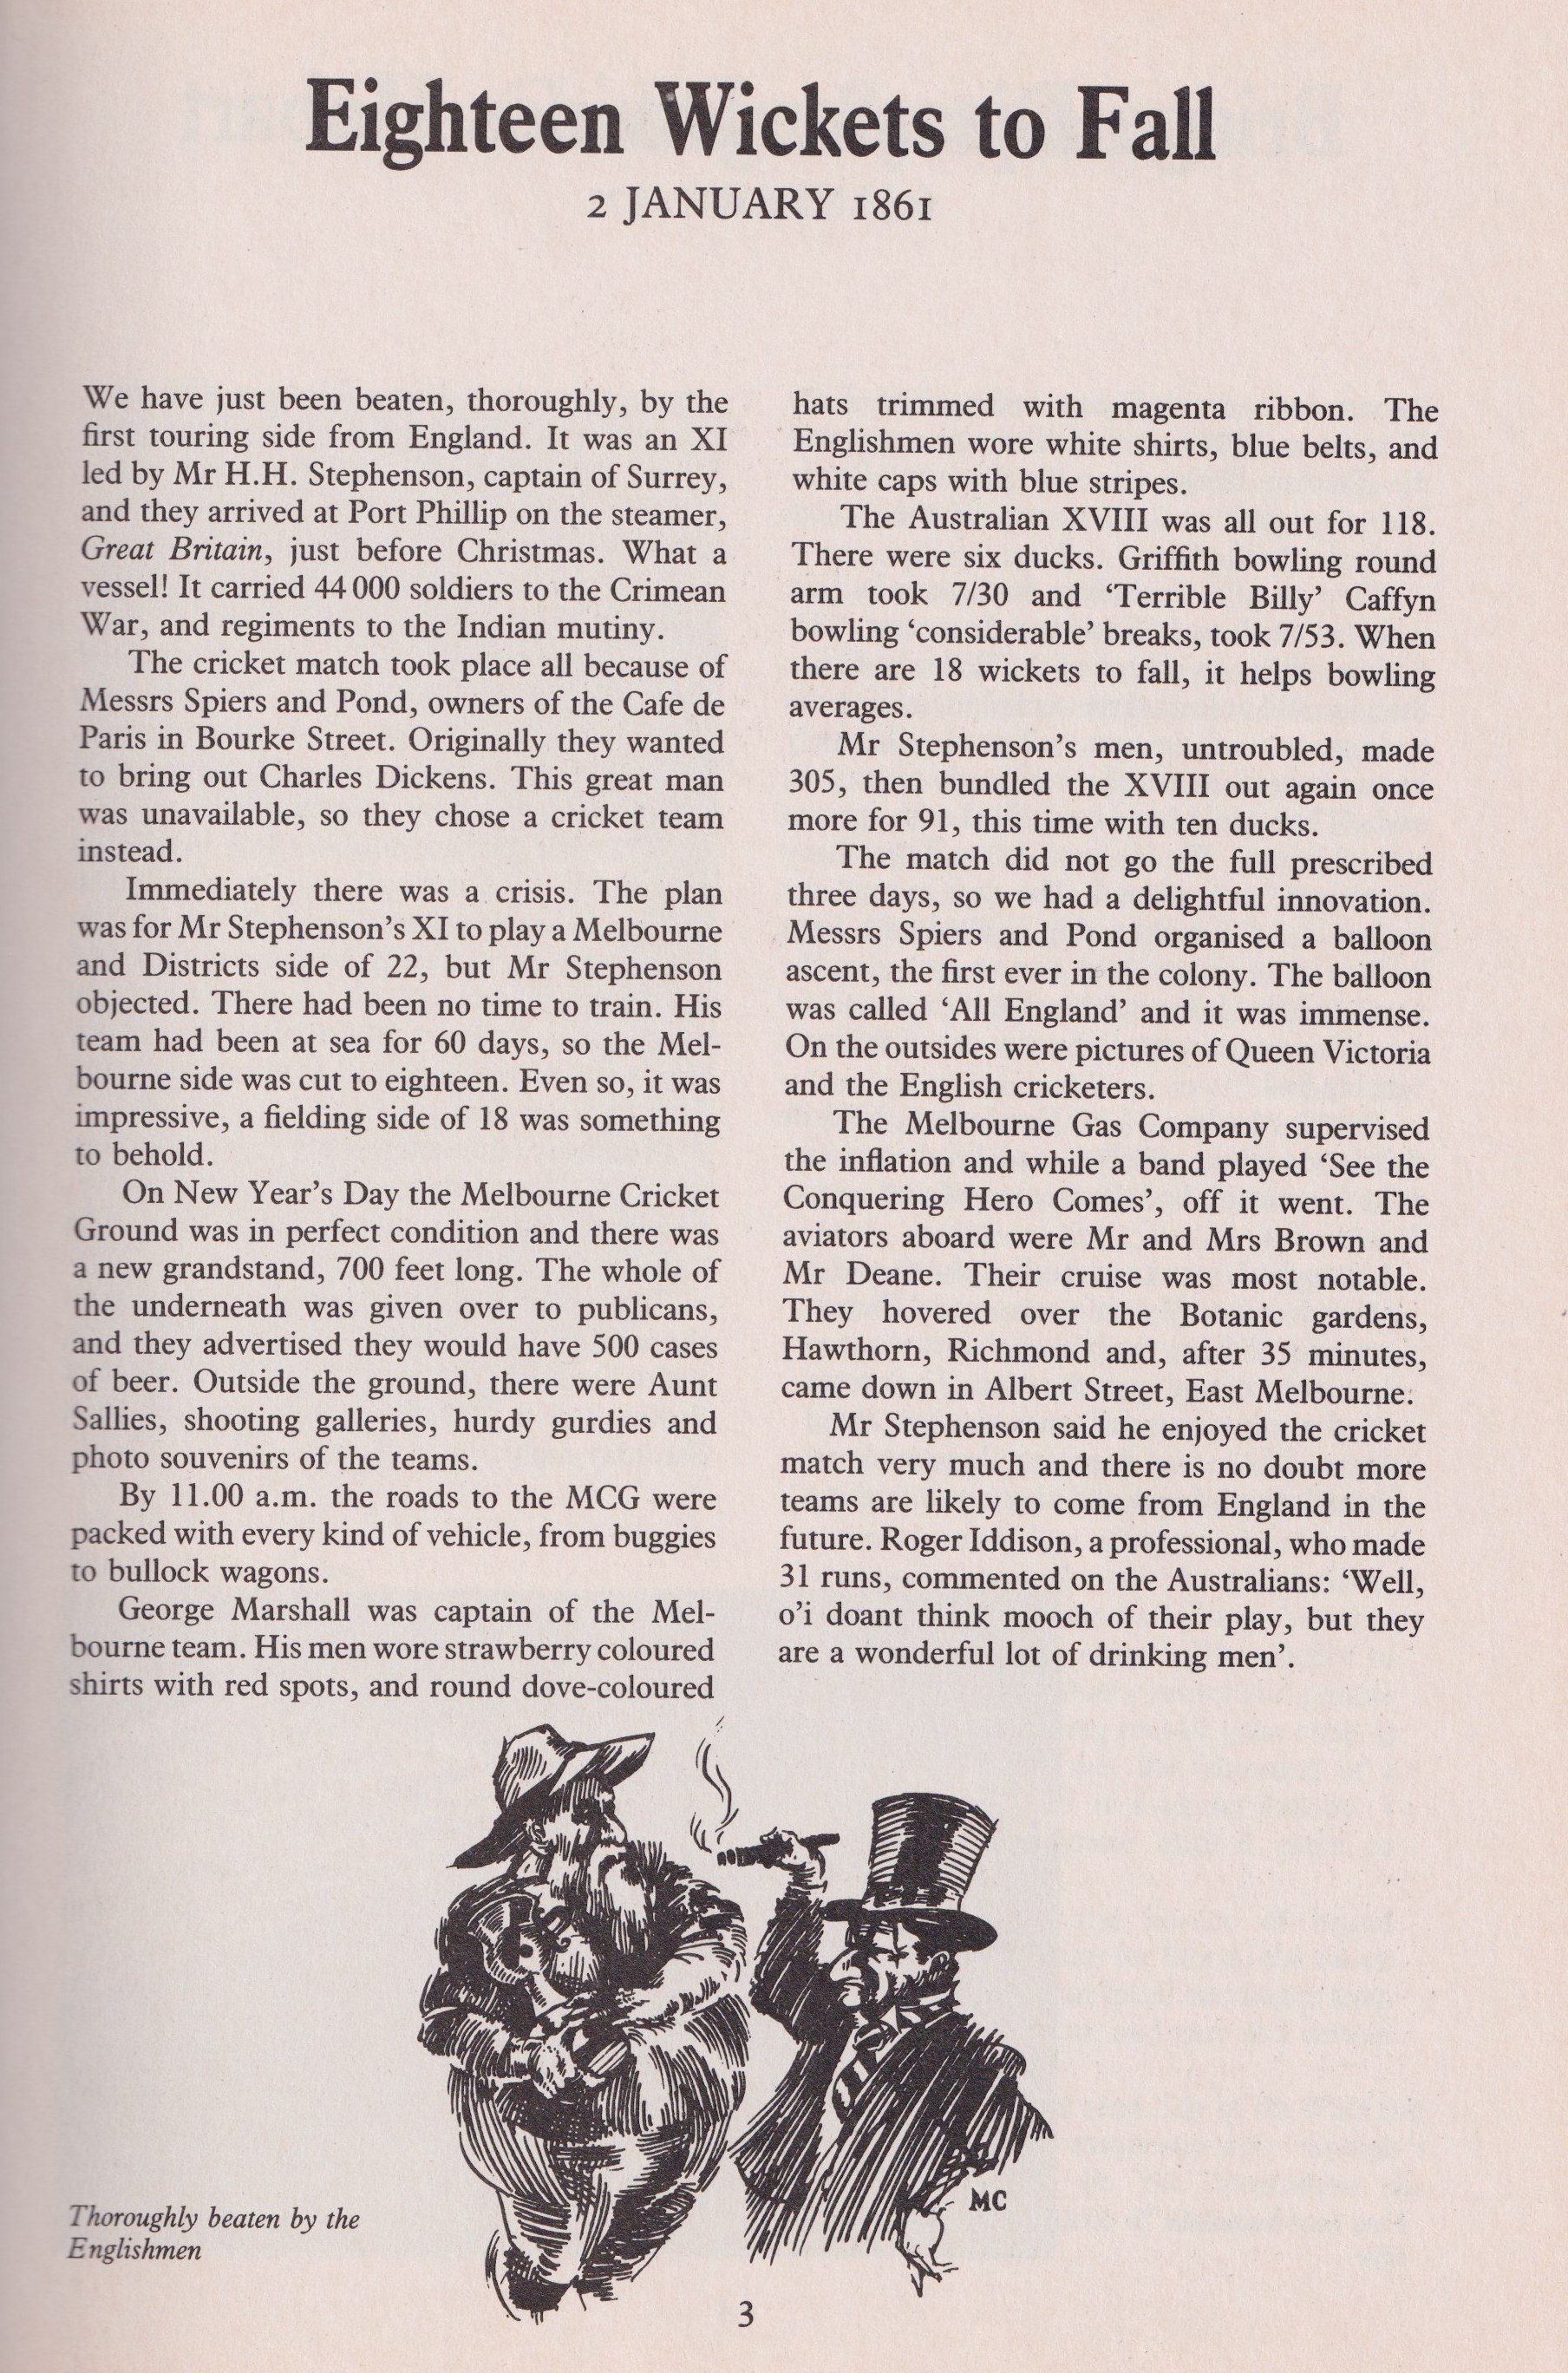 Eighteen Wickets to Fall
2 JANUARY 1861
We have just been beaten, thoroughly, by the
first touring side from England. It was an XI
led by Mr H.H. Stephenson, captain of Surrey,
and they arrived at Port Phillip on the steamer,
Great Britain, just before Christmas. What a
vessel! It carried 44 000 soldiers to the Crimean
War, and regiments to the Indian mutiny.
The cricket match took place all because of
Messrs Spiers and Pond, owners of the Cafe de
Paris in Bourke Street. Originally they wanted
to bring out Charles Dickens. This great man
was unavailable, so they chose a cricket team
instead.
Immediately there was a crisis. The plan
was for Mr Stephenson's XI to play a Melbourne
and Districts side of 22, but Mr Stephenson
objected. There had been no time to train. His
team had been at sea for 60 days, so the Mel-
bourne side was cut to eighteen. Even so, it was
impressive, a fielding side of 18 was something
to behold.
On New Year's Day the Melbourne Cricket
Ground was in perfect condition and there was
a new grandstand, 700 feet long. The whole of
the underneath was given over to publicans,
and they advertised they would have 500 cases
of beer. Outside the ground, there were Aunt
Sallies, shooting galleries, hurdy gurdies and
photo souvenirs of the teams.
By 11.00 a.m. the roads to the MCG were
packed with every kind of vehicle, from buggies
to bullock wagons.
George Marshall was captain of the Mel-
bourne team. His men wore strawberry coloured
shirts with red spots, and round dove-coloured
hats trimmed with magenta ribbon. The
Englishmen wore white shirts, blue belts, and
white caps with blue stripes.
The Australian XVIII was all out for 118.
There were six ducks. Griffith bowling round
arm took 7/30 and 'Terrible Billy' Caffyn
bowling 'considerable' breaks, took 7/53. When
there are 18 wickets to fall, it helps bowling
averages.
Mr Stephenson's men, untroubled, made
305, then bundled the XVIII out again once
more for 91, this time with ten ducks.
The match did not go the full prescribed
three days, so we had a delightful innovation.
Messrs Spiers and Pond organised a balloon
ascent, the first ever in the colony. The balloon
was called 'All England' and it was immense.
On the outsides were pictures of Queen Victoria
and the English cricketers.
The Melbourne Gas Company supervised
the inflation and while a band played 'See the
Conquering Hero Comes', off it went. The
aviators aboard were Mr and Mrs Brown and
Mr Deane. Their cruise was most notable.
They hovered over the Botanic gardens,
Hawthorn, Richmond and, after 35 minutes,
came down in Albert Street, East Melbourne.
Mr Stephenson said he enjoyed the cricket
match very much and there is no doubt more
teams are likely to come from England in the
future. Roger Iddison, a professional, who made
31 runs, commented on the Australians: 'Well,
o'i doant think mooch of their play, but they
are a wonderful lot of drinking men'.
MC
Thoroughly beaten by the
Englishmen
3